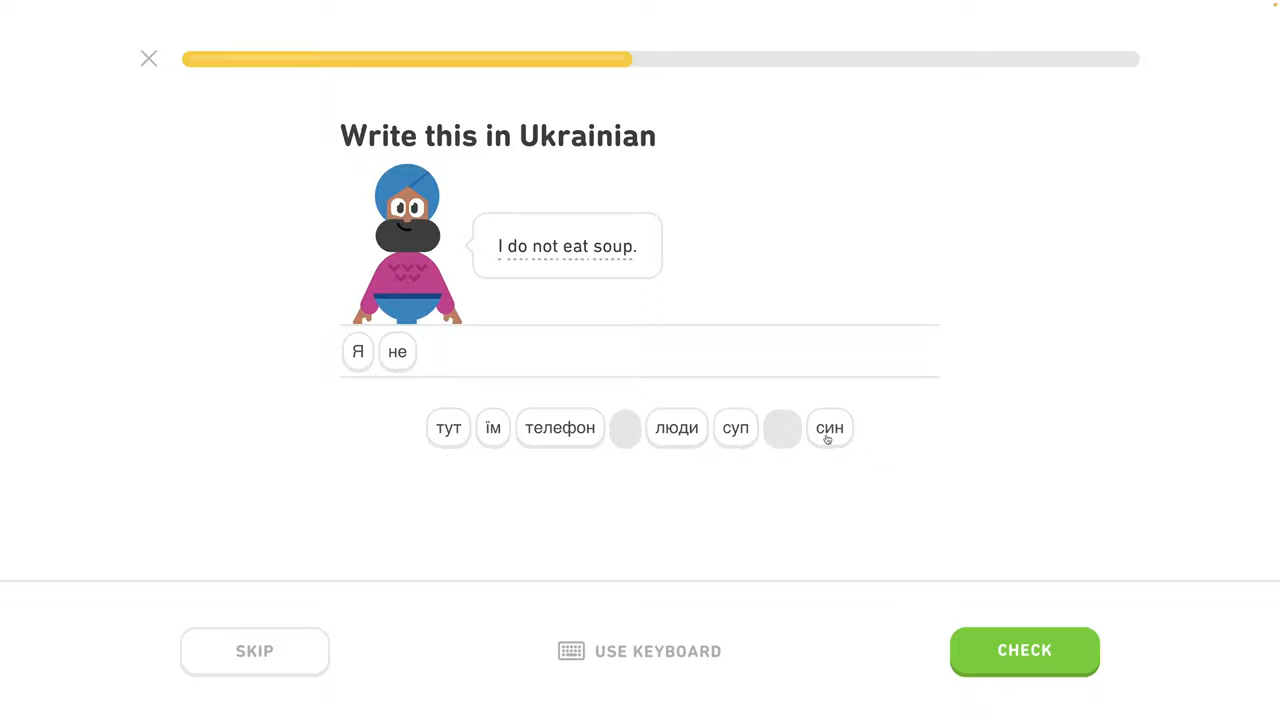 Write this in Ukrainian
I do not eat soup.
Я не
тут їм телефон люди суп син
SKIP USE KEYBOARD CHECK